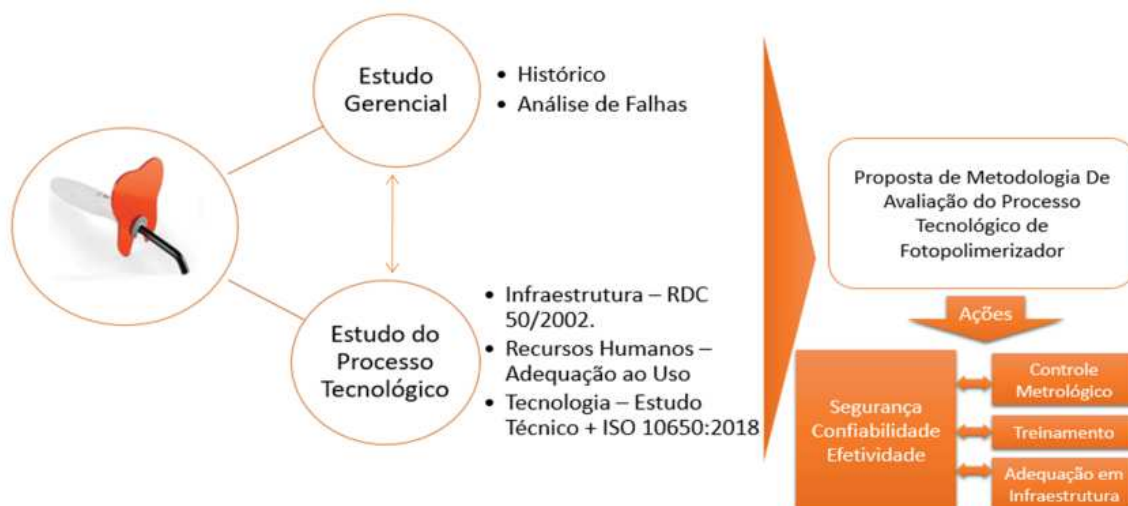 Estudo
Gerencial
• Histórico
• Análise de Falhas
Estudo do
Processo
Tecnológico
• Infraestrutura – RDC
50/2002.
• Recursos Humanos –
Adequação ao Uso
• Tecnologia – Estudo
Técnico + ISO 10650:2018
Proposta de Metodologia De
Avaliação do Processo
Tecnológico de
Fotopolimerizador
Ações
Segurança
Confiabilidade
Efetividade
Controle
Metrológico
Treinamento
Adequação em
Infraestrutura